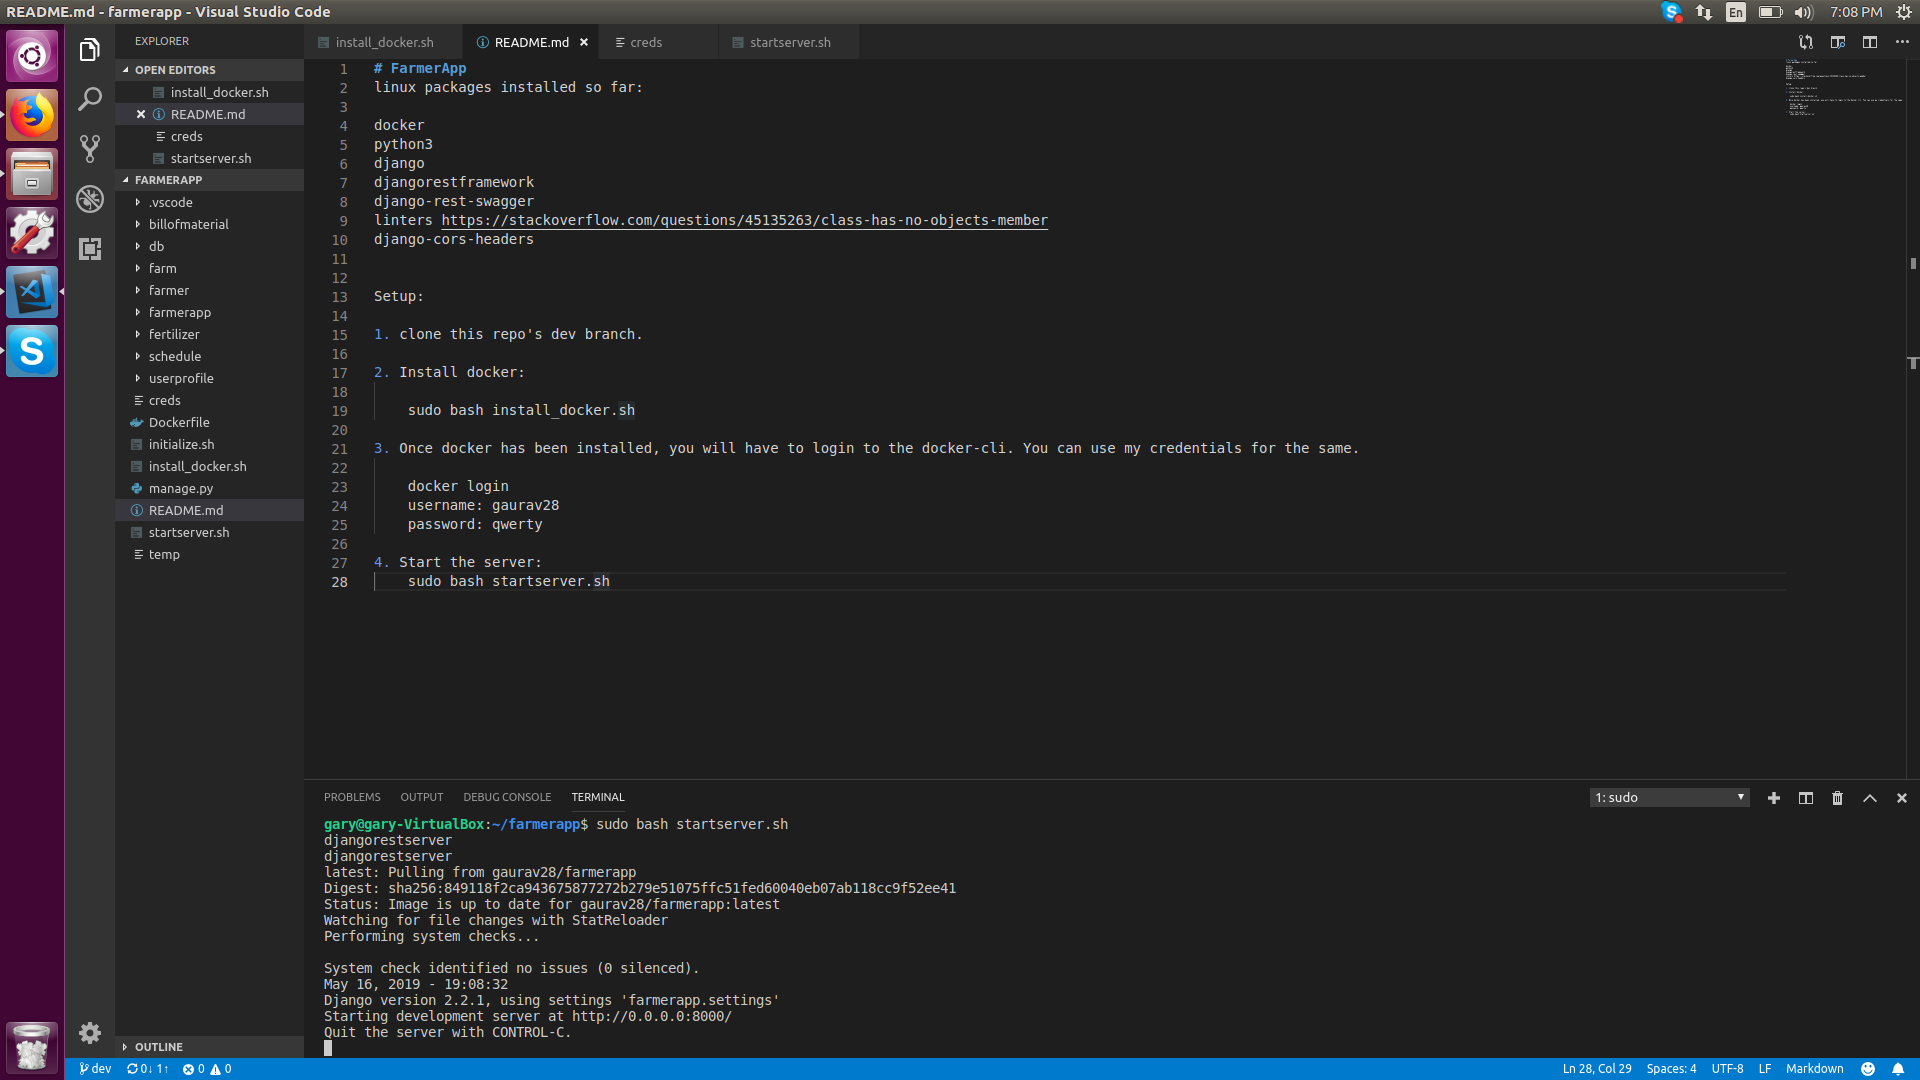 README.md - farmerapp - Visual Studio Code
En
7:08 PM
EXPLORER
OPEN EDITORS
install_docker.sh
README.md
creds
startserver.sh
FARMERAPP
.vscode
billofmaterial
db
farm
farmer
farmerapp
fertilizer
schedule
userprofile
creds
Dockerfile
initialize.sh
install_docker.sh
manage.py
README.md
startserver.sh
temp
OUTLINE
install_docker.sh
README.md
creds
startserver.sh
1 # FarmerApp
2 linux packages installed so far:
3
4 docker
5 python3
6 django
7 djangorestframework
8 django-rest-swagger
9 linters https://stackoverflow.com/questions/45135263/class-has-no-objects-member
10 django-cors-headers
11
12
13 Setup:
14
15 1. clone this repo's dev branch.
16
17 2. Install docker:
18
19 sudo bash install_docker.sh
20
21 3. Once docker has been installed, you will have to login to the docker-cli. You can use my credentials for the same.
22
23 docker login
24 username: gaurav28
25 password: qwerty
26
27 4. Start the server:
28 sudo bash startserver.sh
PROBLEMS OUTPUT DEBUG CONSOLE TERMINAL
1: sudo
gary@gary-VirtualBox:~/farmerapp$ sudo bash startserver.sh
djangorestserver
djangorestserver
latest: Pulling from gaurav28/farmerapp
Digest: sha256:849118f2ca943675877272b279e51075ffc51fed60040eb07ab118cc9f52ee41
Status: Image is up to date for gaurav28/farmerapp:latest
Watching for file changes with StatReloader
Performing system checks...
System check identified no issues (0 silenced).
May 16, 2019 - 19:08:32
Django version 2.2.1, using settings 'farmerapp.settings'
Starting development server at http://0.0.0.0:8000/
Quit the server with CONTROL-C.
dev 0↓ 1↑ 0 0
Ln 28, Col 29 Spaces: 4 UTF-8 LF Markdown